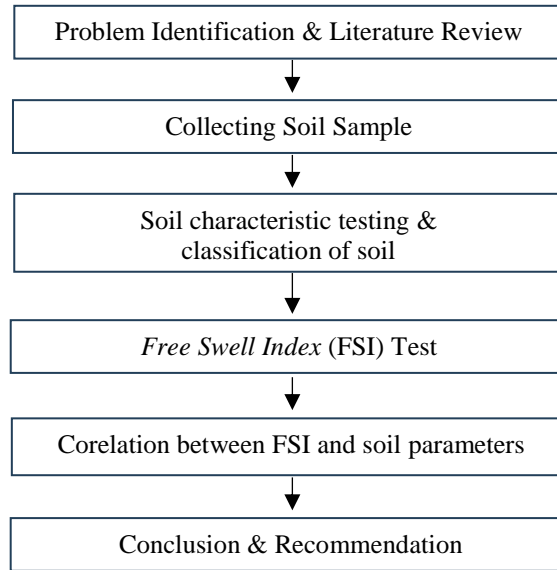 Problem Identification & Literature Review
Collecting Soil Sample
Soil characteristic testing &
classification of soil
Free Swell Index (FSI) Test
Corelation between FSI and soil parameters
Conclusion & Recommendation